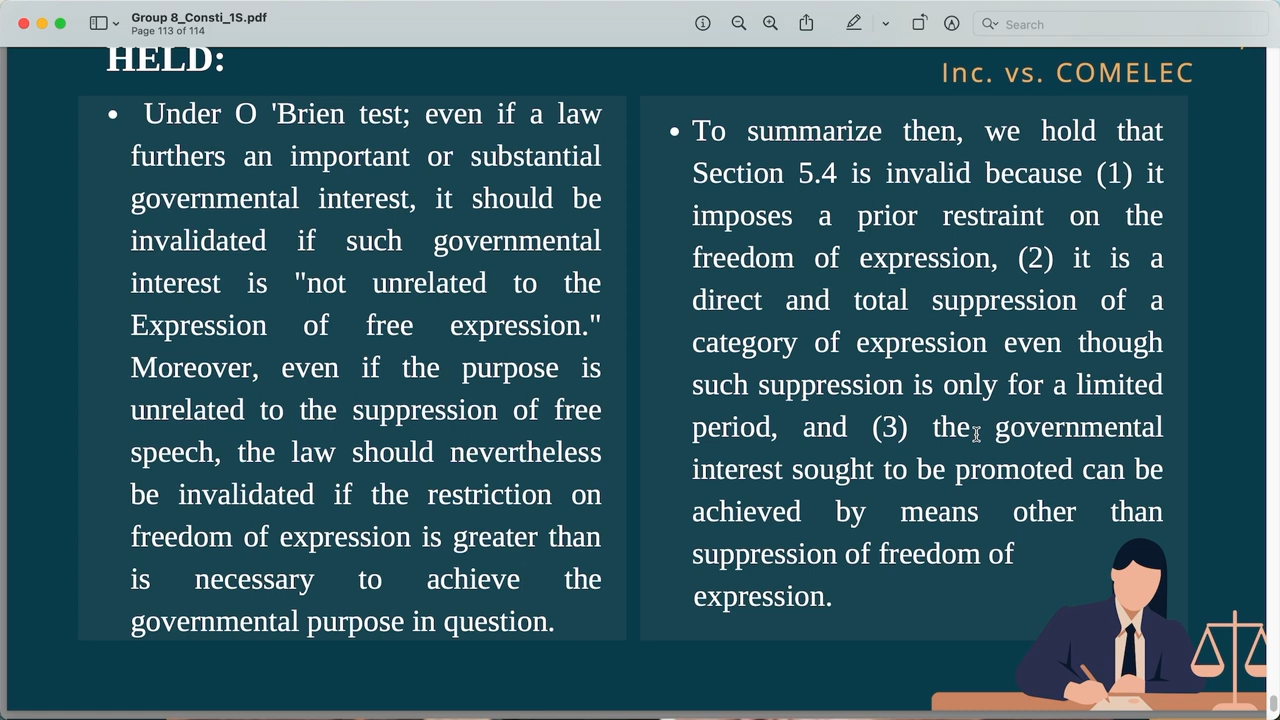 Group 8_Consti_1S.pdf
Page 113 of 114
Search
HELD:
Inc. vs. COMELEC
• Under O 'Brien test; even if a law
furthers an important or substantial
governmental interest, it should be
invalidated if such governmental
interest is "not unrelated to the
Expression of free expression."
Moreover, even if the purpose is
unrelated to the suppression of free
speech, the law should nevertheless
be invalidated if the restriction on
freedom of expression is greater than
is necessary to achieve the
governmental purpose in question.
• To summarize then, we hold that
Section 5.4 is invalid because (1) it
imposes a prior restraint on the
freedom of expression, (2) it is a
direct and total suppression of a
category of expression even though
such suppression is only for a limited
period, and (3) the governmental
interest sought to be promoted can be
achieved by means other than
suppression of freedom of
expression.